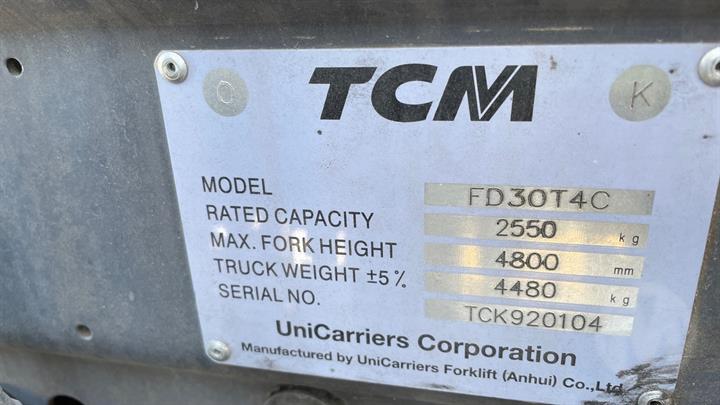 O TCM K
MODEL FD30T4C
RATED CAPACITY 2550 kg
MAX. FORK HEIGHT 4800 mm
TRUCK WEIGHT ±5% 4480 kg
SERIAL NO. TCK920104
UniCarriers Corporation
Manufactured by UniCarriers Forklift (Anhui) Co.,Ltd